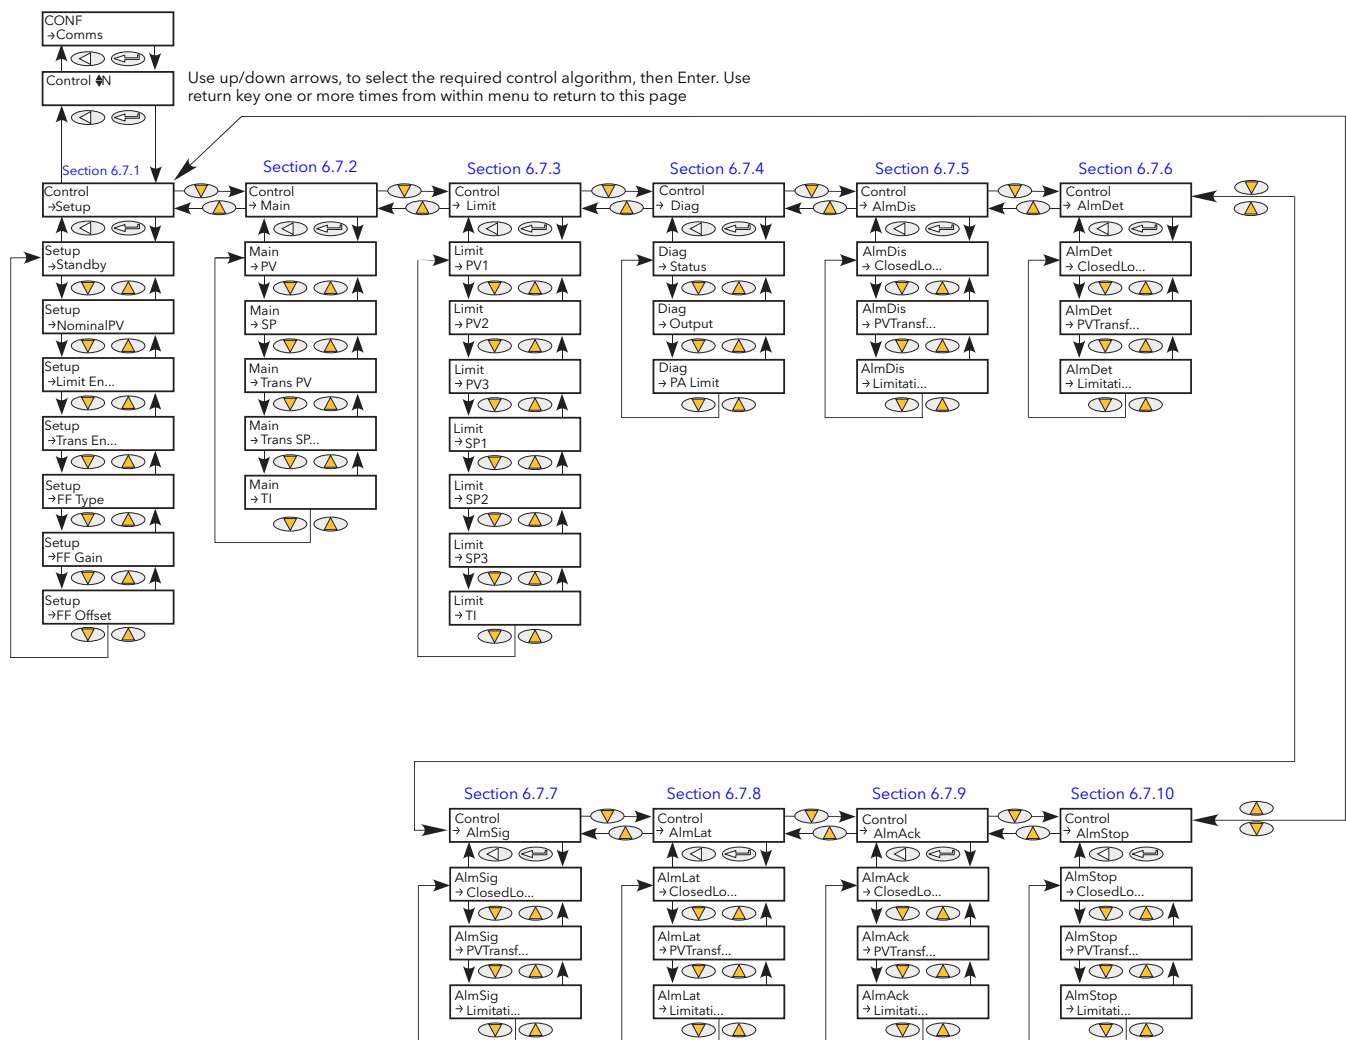 CONF
→Comms
Control ♦N
Use up/down arrows, to select the required control algorithm, then Enter. Use
return key one or more times from within menu to return to this page
Section 6.7.1
Control
→Setup
Setup
→Standby
Setup
→NominalPV
Setup
→Limit En...
Setup
→Trans En...
Setup
→FF Type
Setup
→FF Gain
Setup
→FF Offset
Section 6.7.2
Control
→ Main
Main
→ PV
Main
→ SP
Main
→ Trans PV
Main
→ Trans SP...
Main
→ TI
Section 6.7.3
Control
→ Limit
Limit
→ PV1
Limit
→ PV2
Limit
→ PV3
Limit
→ SP1
Limit
→ SP2
Limit
→ SP3
Limit
→ TI
Section 6.7.4
Control
→ Diag
Diag
→ Status
Diag
→ Output
Diag
→ PA Limit
Section 6.7.5
Control
→ AlmDis
AlmDis
→ ClosedLo...
AlmDis
→ PVTransf...
AlmDis
→ Limitati...
Section 6.7.6
Control
→ AlmDet
AlmDet
→ ClosedLo...
AlmDet
→ PVTransf...
AlmDet
→ Limitati...
Section 6.7.7
Control
→ AlmSig
AlmSig
→ ClosedLo...
AlmSig
→ PVTransf...
AlmSig
→ Limitati...
Section 6.7.8
Control
→ AlmLat
AlmLat
→ ClosedLo...
AlmLat
→ PVTransf...
AlmLat
→ Limitati...
Section 6.7.9
Control
→ AlmAck
AlmAck
→ ClosedLo...
AlmAck
→ PVTransf...
AlmAck
→ Limitati...
Section 6.7.10
Control
→ AlmStop
AlmStop
→ ClosedLo...
AlmStop
→ PVTransf...
AlmStop
→ Limitati...